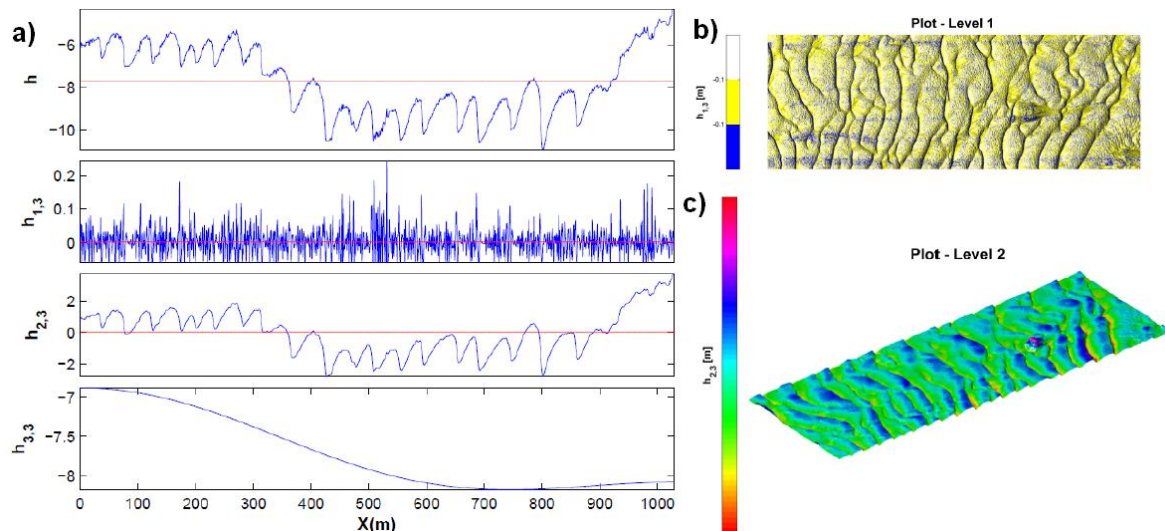 a)
-6
-8
-10
h
0.2
0.1
0
h1,3
2
0
-2
h2,3
-7
-7.5
-8
h3,3
0 100 200 300 400 500 600 700 800 900 1000
X(m)
b)
Plot - Level 1
-0.1
-0.1
h1,3 [m]
c)
Plot - Level 2
h2,3 [m]